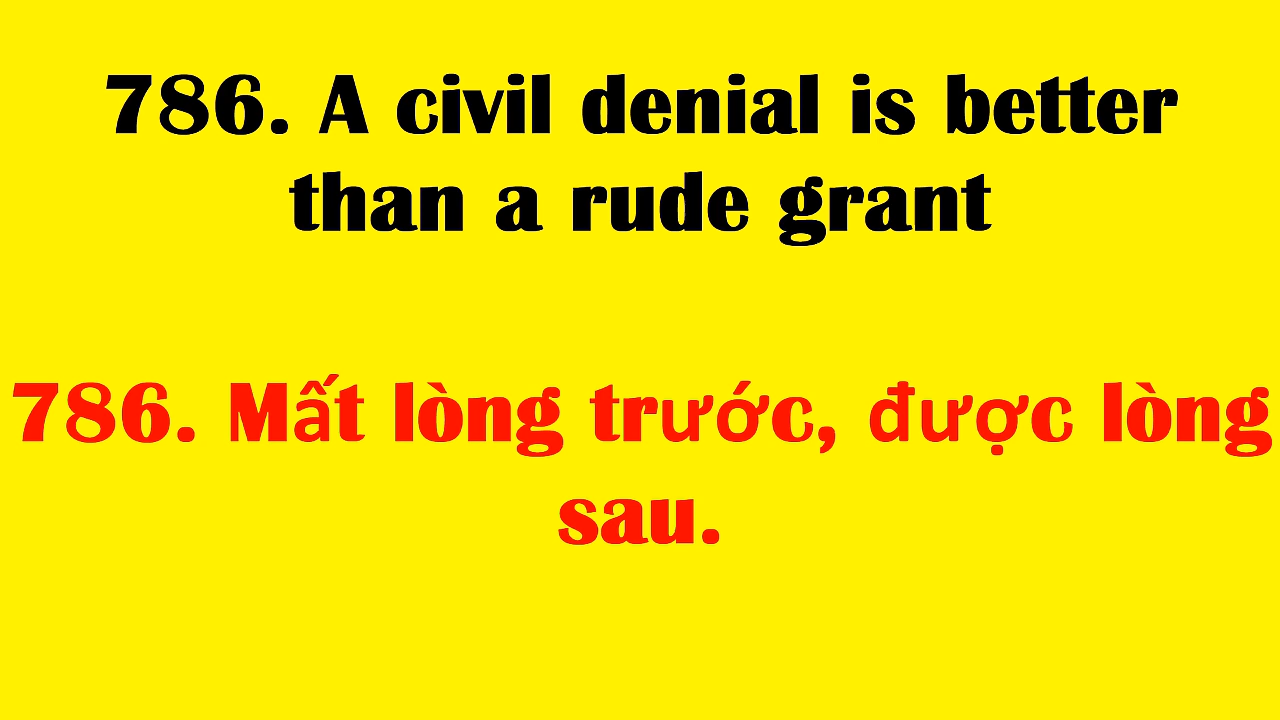 786. A civil denial is better
than a rude grant
786. Mất lòng trước, được lòng
sau.